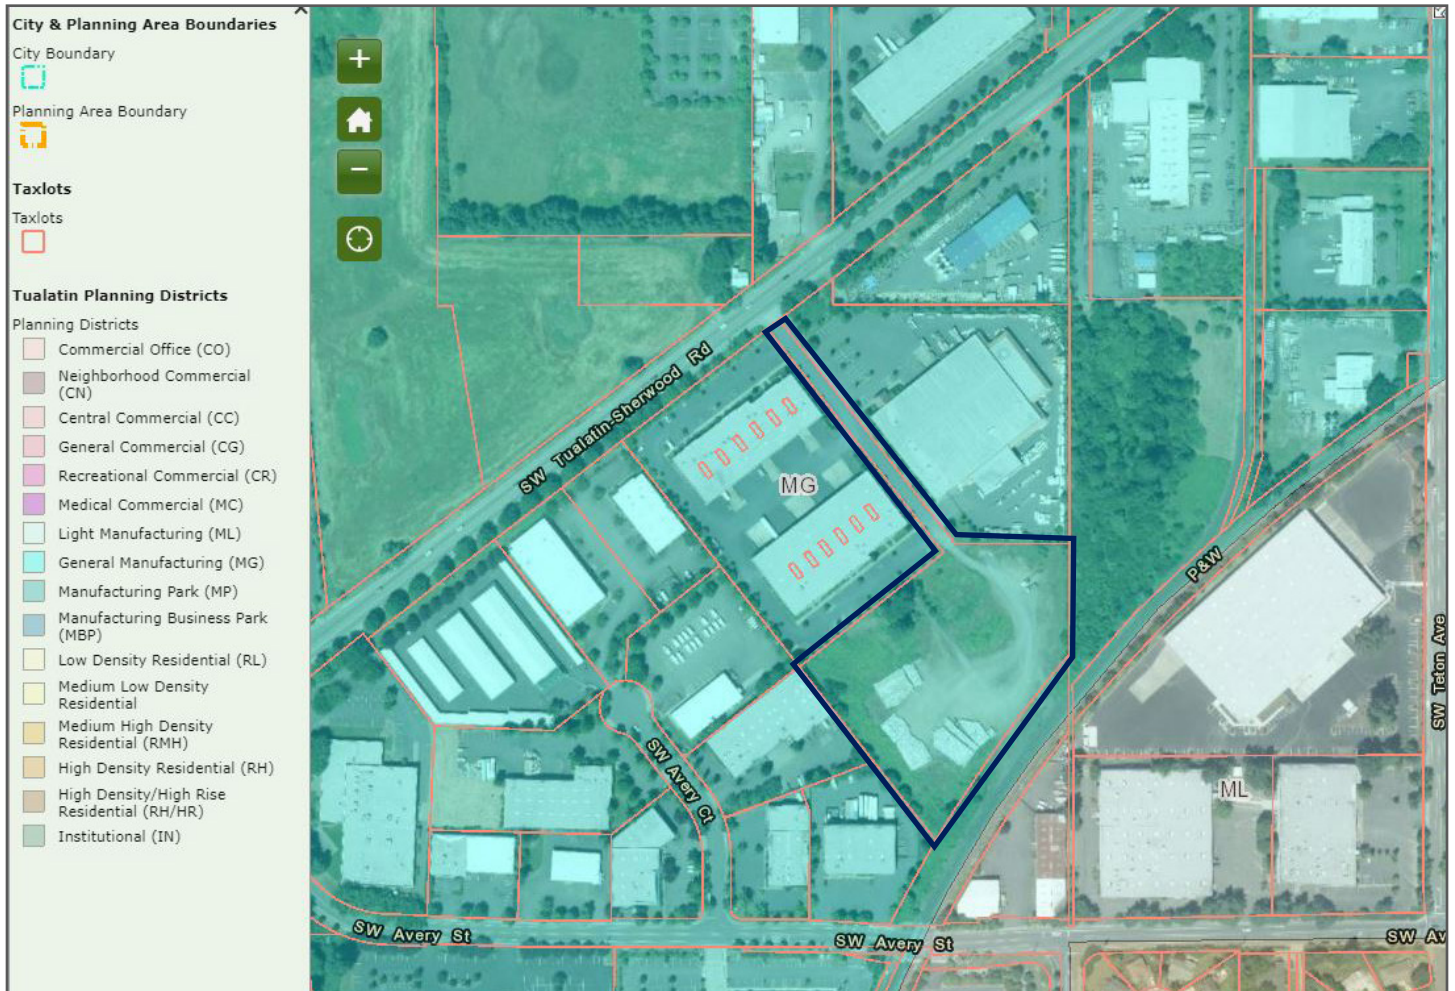 City & Planning Area Boundaries
City Boundary
Planning Area Boundary
Taxlots
Taxlots
Tualatin Planning Districts
Planning Districts
Commercial Office (CO)
Neighborhood Commercial
(CN)
Central Commercial (CC)
General Commercial (CG)
Recreational Commercial (CR)
Medical Commercial (MC)
Light Manufacturing (ML)
General Manufacturing (MG)
Manufacturing Park (MP)
Manufacturing Business Park
(MBP)
Low Density Residential (RL)
Medium Low Density
Residential
Medium High Density
Residential (RMH)
High Density Residential (RH)
High Density/High Rise
Residential (RH/HR)
Institutional (IN)
+
−
SW Tualatin-Sherwood Rd
MG
P&W
SW Teton Ave
SW Avery Ct
ML
SW Avery St
SW Avery St
SW Av